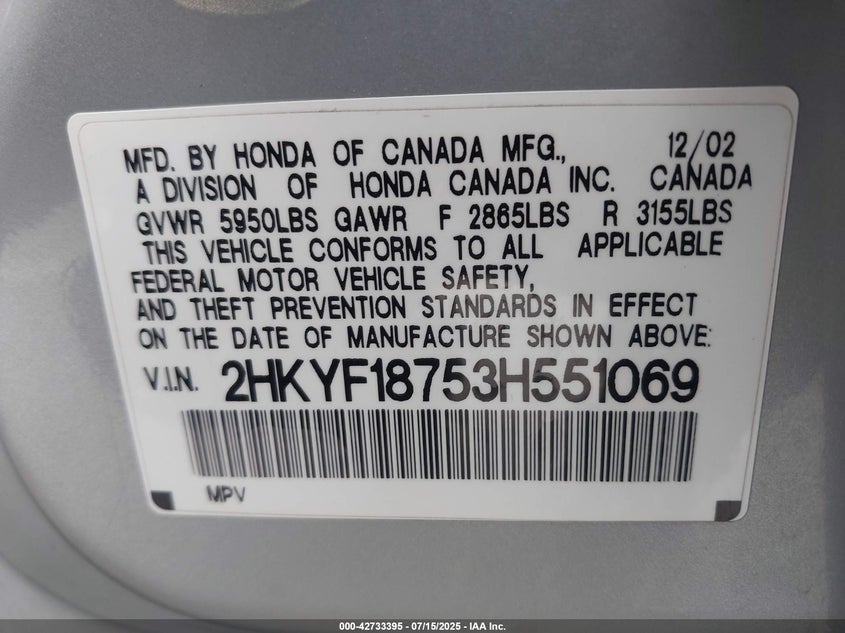 MFD. BY HONDA OF CANADA MFG., 12/02
A DIVISION OF HONDA CANADA INC. CANADA
GVWR 5950LBS GAWR F 2865LBS R 3155LBS
THIS VEHICLE CONFORMS TO ALL APPLICABLE
FEDERAL MOTOR VEHICLE SAFETY,
AND THEFT PREVENTION STANDARDS IN EFFECT
ON THE DATE OF MANUFACTURE SHOWN ABOVE:
V.I.N. 2HKYF18753H551069
MPV
000-42733395 - 07/15/2025 - IAA Inc.